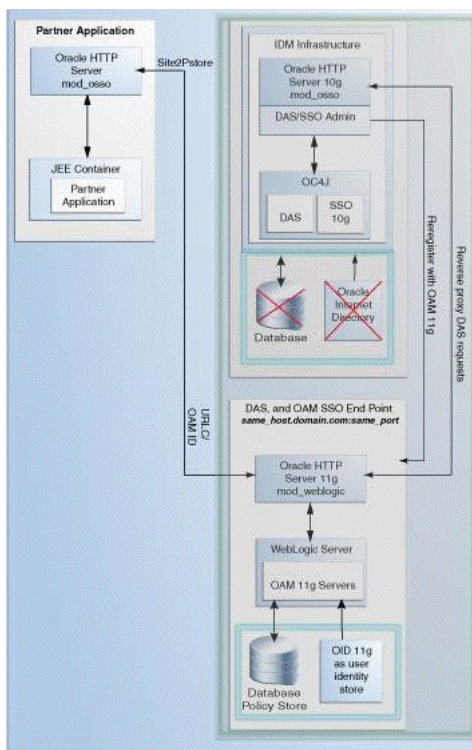 Partner Application
Oracle HTTP
Server
mod_osso
JEE Container
Partner
Application
Site2Pstore
URLC/
OAM ID
IDM Infrastructure
Oracle HTTP
Server 10g
mod_osso
DAS/SSO Admin
OC4J
DAS
SSO
10g
Database
Oracle
Internet
Directory
Reregister with OAM 11g
Reverse proxy DAS requests
DAS, and OAM SSO End Point
same_host.domain.com:same_port
Oracle HTTP
Server 11g
mod_weblogic
WebLogic Server
OAM 11g Servers
Database
Policy Store
OID 11g
as user
identity
store